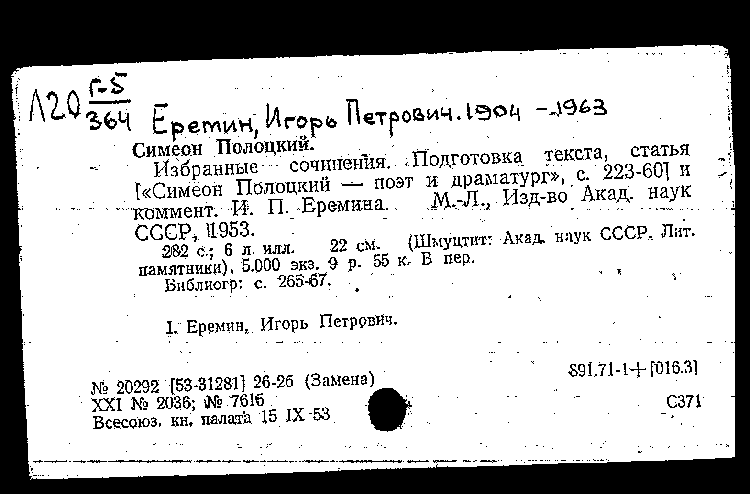 Л20 Г-5
364
Еремин, Игорь Петрович. 1904 - 1963
Симеон Полоцкий.
Избранные сочинения. Подготовка текста, статья
[«Симеон Полоцкий — поэт и драматург», с. 223-60] и
коммент. И. П. Еремина. М.-Л., Изд-во Акад. наук
СССР, 1953.
282 с.; 6 л. илл. 22 см. (Шмуцтит: Акад. наук СССР. Лит.
памятники). 5.000 экз. 9 р. 55 к. В пер.
Библиогр: с. 265-67.
I. Еремин, Игорь Петрович.
891.71-1+[016.3]
№ 20292 [53-31281] 26-2б (Замена)
XXI № 2036; № 7616
С371
Всесоюз. кн. палата 15 IX 53